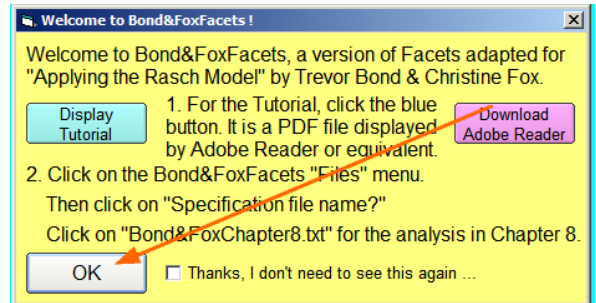 Welcome to Bond&FoxFacets!
Welcome to Bond&FoxFacets, a version of Facets adapted for
"Applying the Rasch Model" by Trevor Bond & Christine Fox.
Display
Tutorial
1. For the Tutorial, click the blue
button. It is a PDF file displayed
by Adobe Reader or equivalent.
Download
Adobe Reader
2. Click on the Bond&FoxFacets "Files" menu.
Then click on "Specification file name?"
Click on "Bond&FoxChapter8.txt" for the analysis in Chapter 8.
OK
Thanks, I don't need to see this again ...